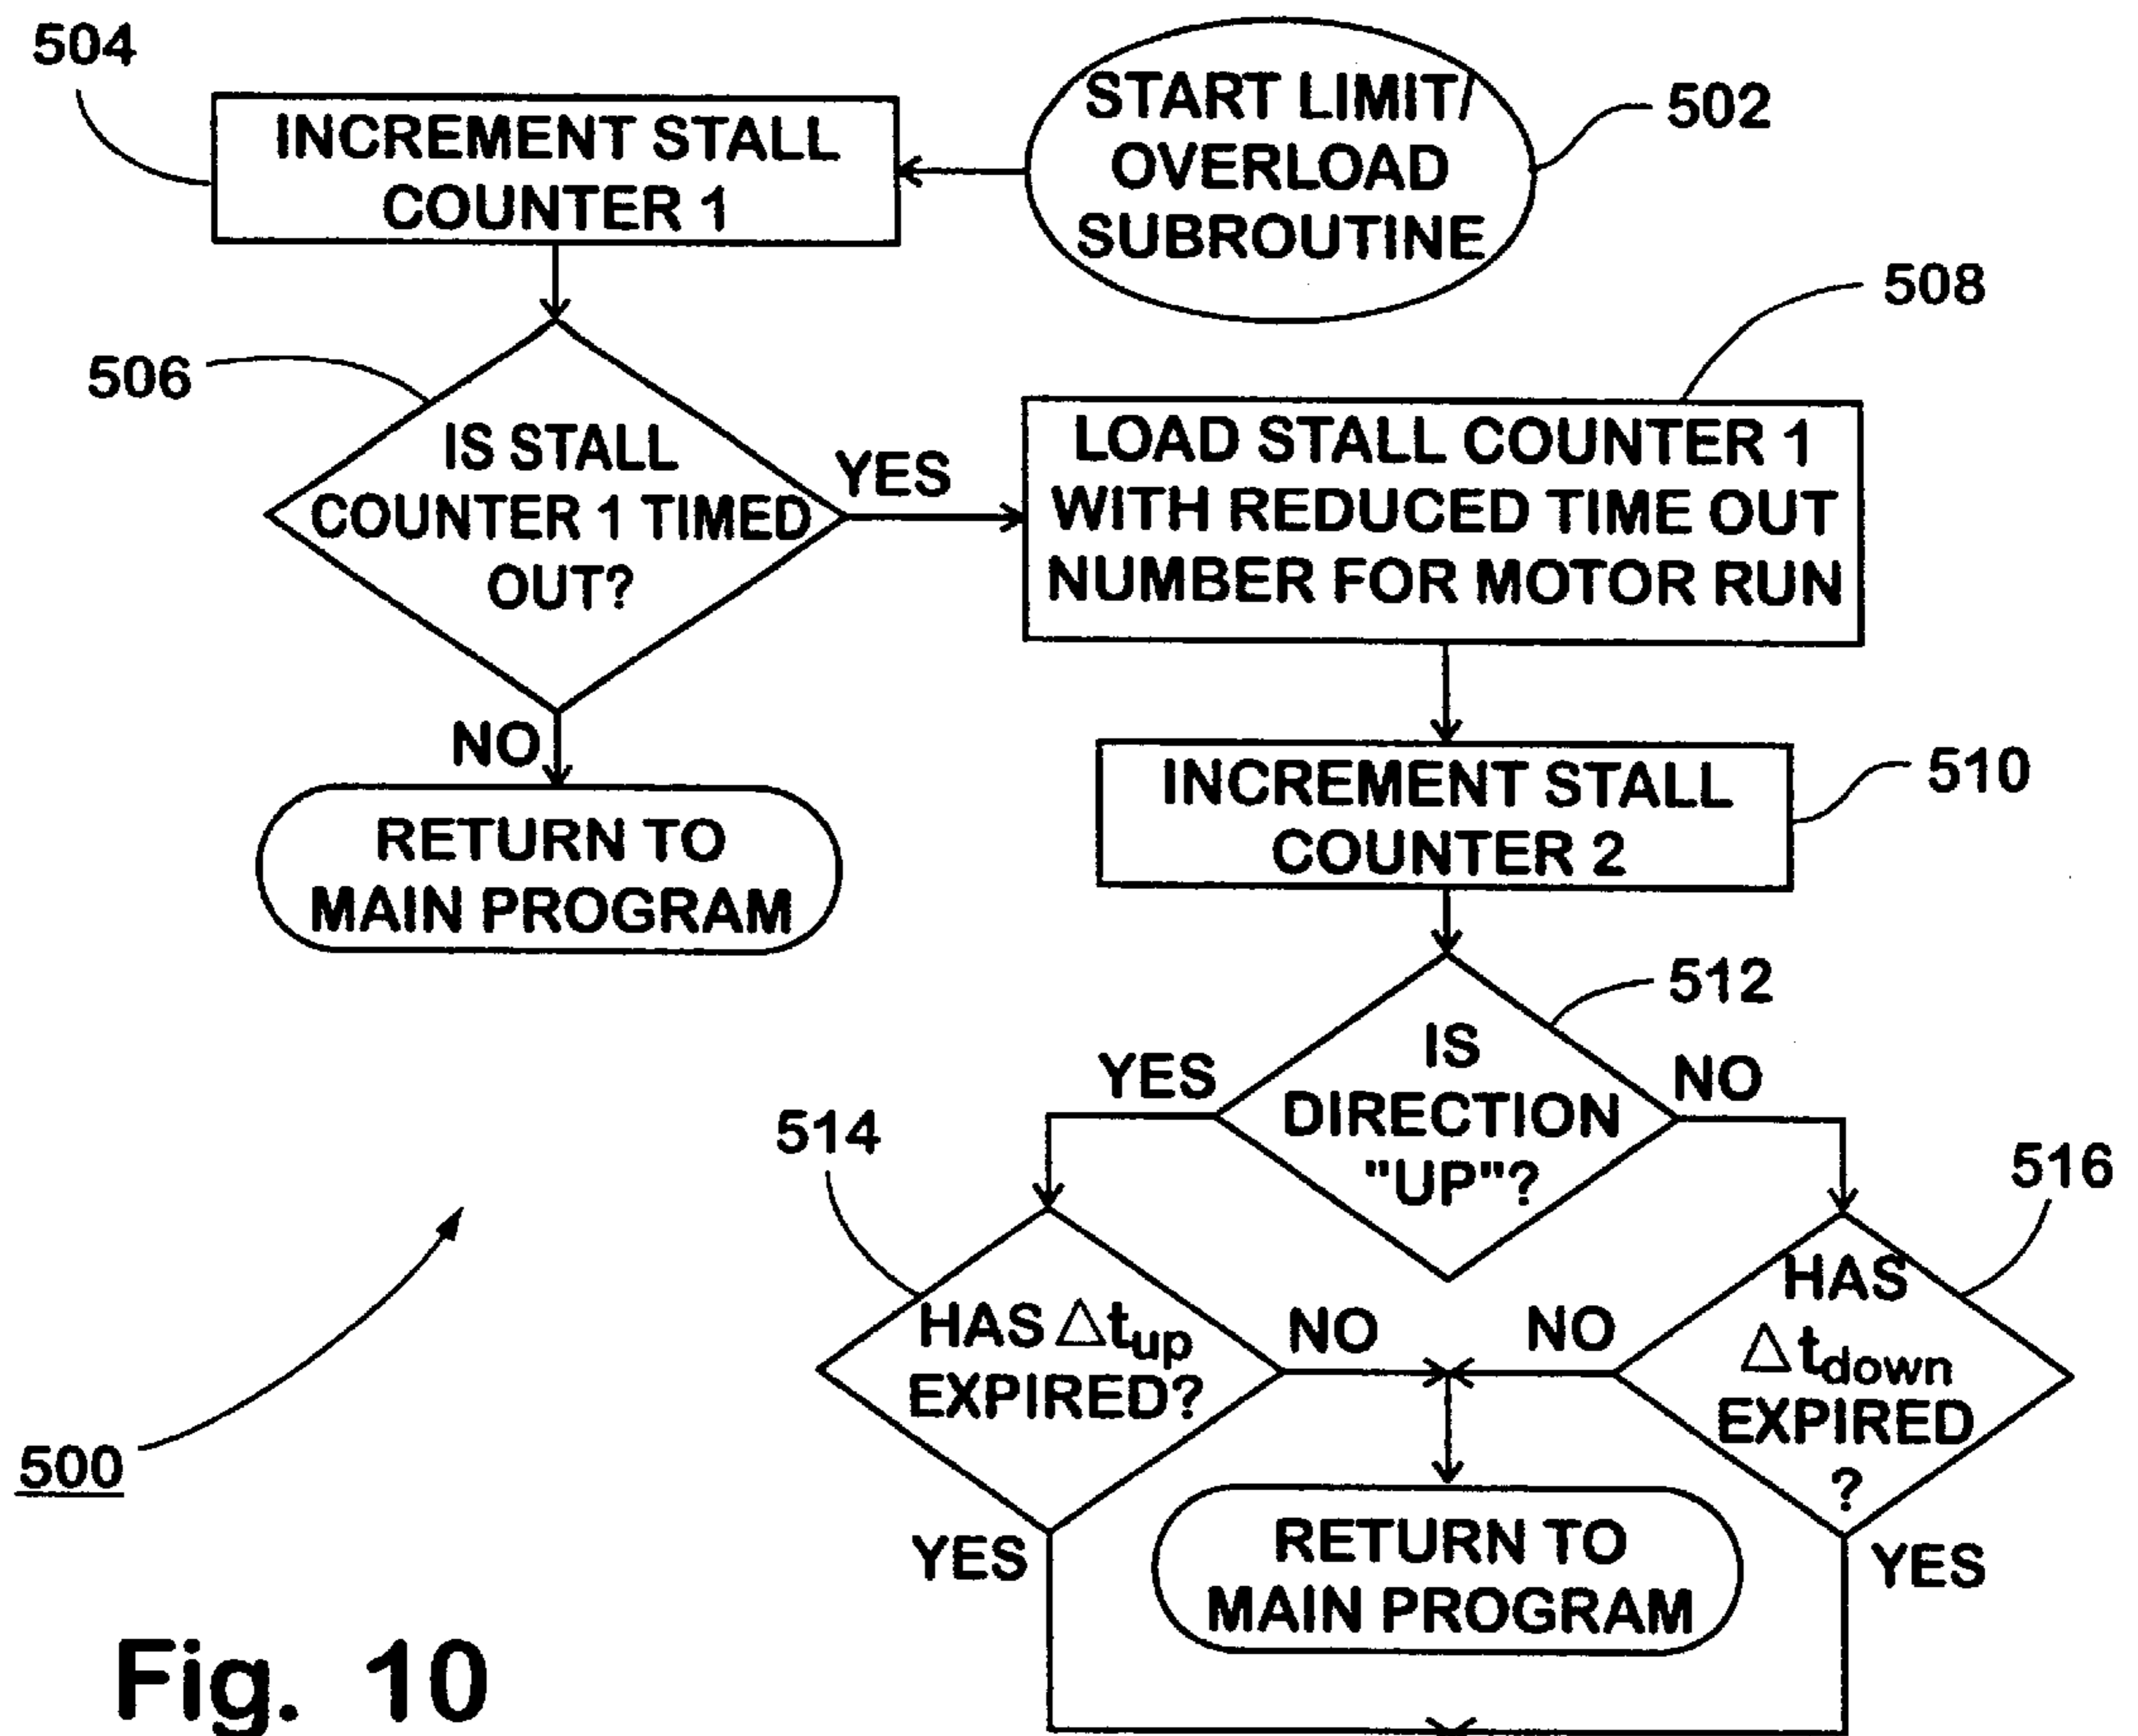 504
INCREMENT STALL
COUNTER 1
START LIMIT/
OVERLOAD
SUBROUTINE
502
506
IS STALL
COUNTER 1 TIMED
OUT?
YES
NO
RETURN TO
MAIN PROGRAM
508
LOAD STALL COUNTER 1
WITH REDUCED TIME OUT
NUMBER FOR MOTOR RUN
INCREMENT STALL
COUNTER 2
510
512
IS
DIRECTION
"UP"?
YES
NO
514
HAS Δt_up
EXPIRED?
NO
YES
516
HAS
Δt_down
EXPIRED
?
NO
YES
RETURN TO
MAIN PROGRAM
500
Fig. 10